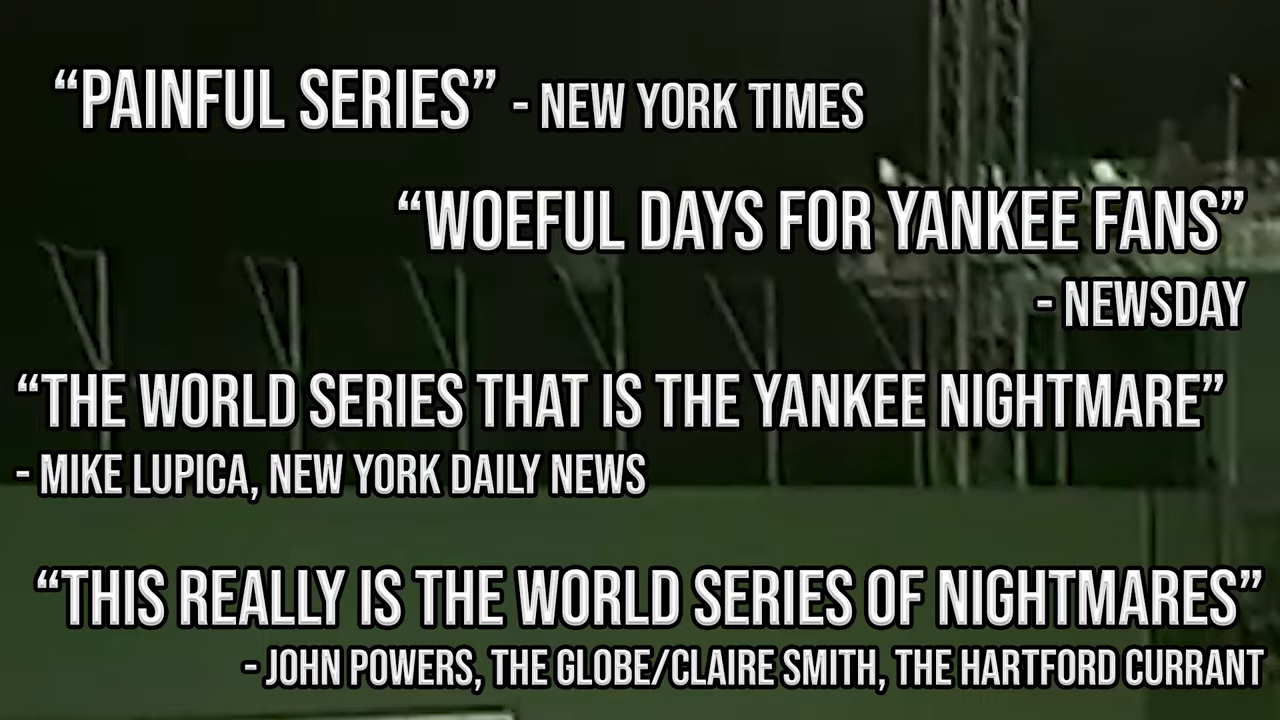 “PAINFUL SERIES” - NEW YORK TIMES
“WOEFUL DAYS FOR YANKEE FANS”
- NEWSDAY
“THE WORLD SERIES THAT IS THE YANKEE NIGHTMARE”
- MIKE LUPICA, NEW YORK DAILY NEWS
“THIS REALLY IS THE WORLD SERIES OF NIGHTMARES”
- JOHN POWERS, THE GLOBE/CLAIRE SMITH, THE HARTFORD CURRANT